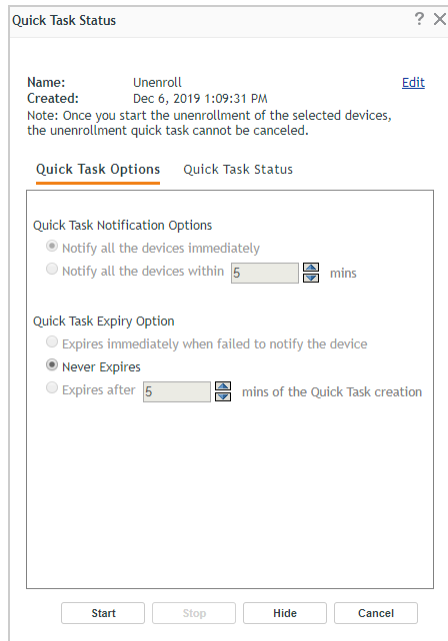 Quick Task Status ? X
Name: Unenroll Edit
Created: Dec 6, 2019 1:09:31 PM
Note: Once you start the unenrollment of the selected devices,
the unenrollment quick task cannot be canceled.
Quick Task Options Quick Task Status
Quick Task Notification Options
Notify all the devices immediately
Notify all the devices within 5 mins
Quick Task Expiry Option
Expires immediately when failed to notify the device
Never Expires
Expires after 5 mins of the Quick Task creation
Start Stop Hide Cancel